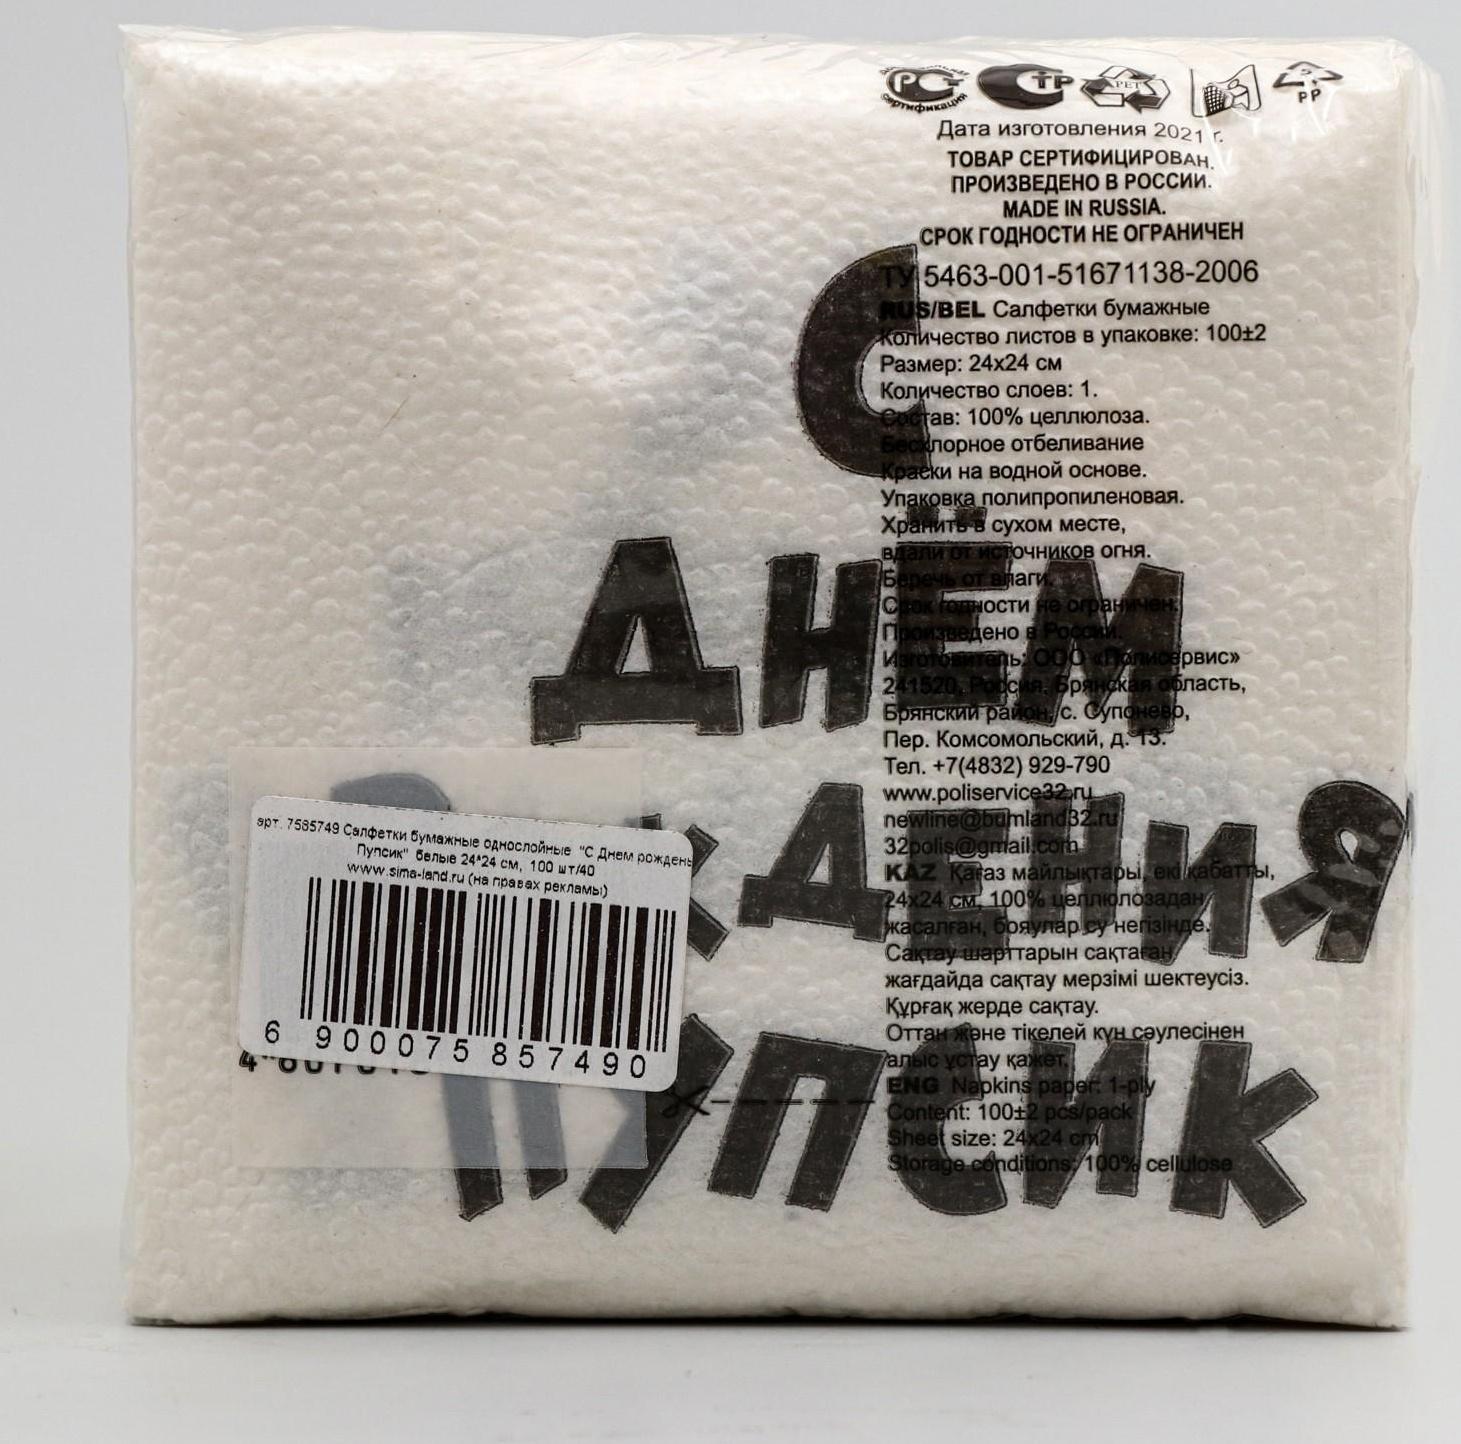 РСТ
сертификации
СТР
PET
PP
Дата изготовления 2021 г.
ТОВАР СЕРТИФИЦИРОВАН.
ПРОИЗВЕДЕНО В РОССИИ.
MADE IN RUSSIA.
СРОК ГОДНОСТИ НЕ ОГРАНИЧЕН
ТУ 5463-001-51671138-2006
RUS/BEL Салфетки бумажные
Количество листов в упаковке: 100±2
Размер: 24x24 см
Количество слоев: 1.
Состав: 100% целлюлоза.
Бесхлорное отбеливание
Краски на водной основе.
Упаковка полипропиленовая.
Хранить в сухом месте,
вдали от источников огня.
Беречь от влаги.
Срок годности не ограничен.
Произведено в России.
Изготовитель: ООО «Полисервис»
241520, Россия, Брянская область,
Брянский район, с. Супонево,
Пер. Комсомольский, д. 13.
Тел. +7(4832) 929-790
www.poliservice32.ru
newline@bumland32.ru
32polis@gmail.com
KAZ Қағаз майлықтары, екі қабатты,
24x24 см, 100% целлюлозадан
жасалған, бояулар су негізінде.
Сақтау шарттарын сақтаған
жағдайда сақтау мерзімі шектеусіз.
Құрғақ жерде сақтау.
Оттан және тікелей күн сәулесінен
алыс ұстау қажет.
ENG Napkins paper: 1-ply
Content: 100±2 pcs/pack
Sheet size: 24x24 cm
Storage conditions: 100% cellulose
С
ДНЁМ
ЖДЕНИЯ
ПУПСИК
арт. 7585749 Салфетки бумажные однослойные "С Днем рождень
Пупсик" белые 24*24 см, 100 шт/40
www.sima-land.ru (на правах рекламы)
6 900075 857490